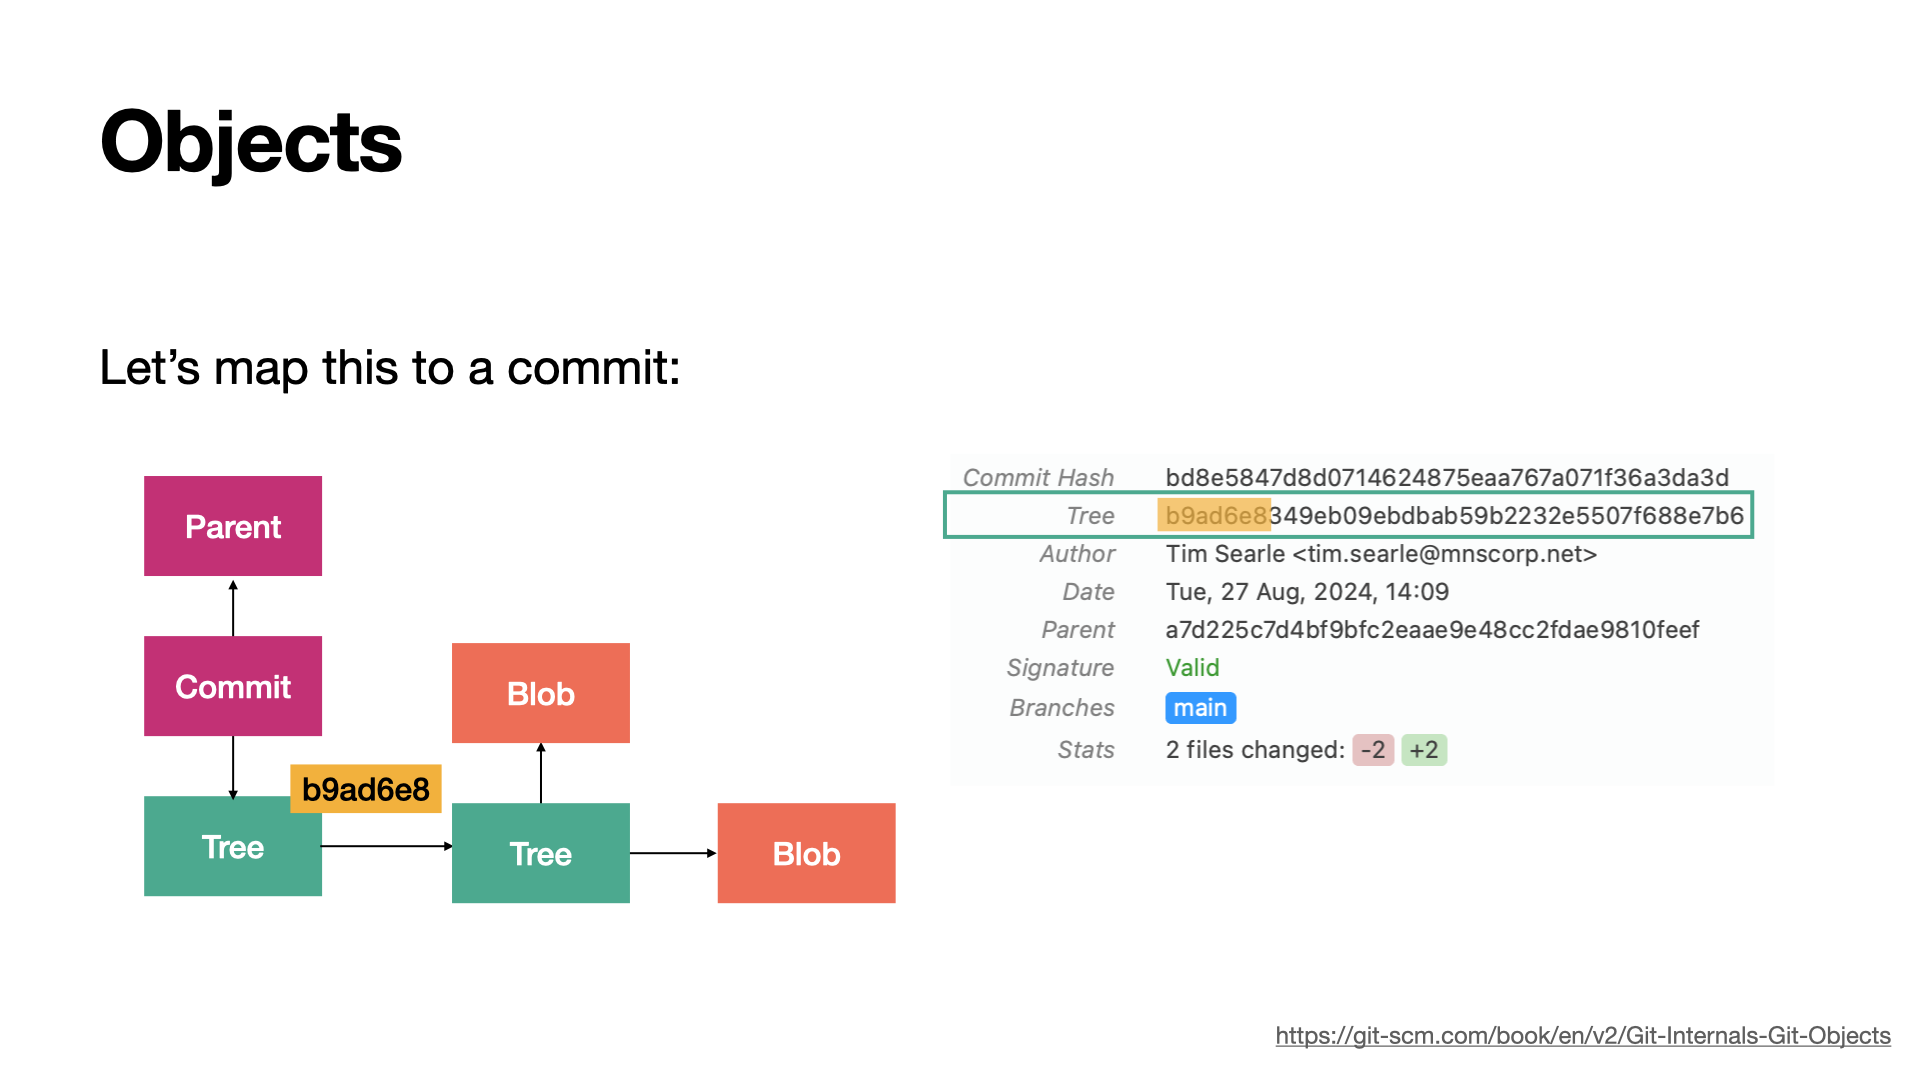 Objects
Let’s map this to a commit:
Parent
Commit
Blob
b9ad6e8
Tree
Tree
Blob
Commit Hash bd8e5847d8d0714624875eaa767a071f36a3da3d
Tree b9ad6e8349eb09ebdbab59b2232e5507f688e7b6
Author Tim Searle <tim.searle@mnscorp.net>
Date Tue, 27 Aug, 2024, 14:09
Parent a7d225c7d4bf9bfc2eaae9e48cc2fdae9810feef
Signature Valid
Branches main
Stats 2 files changed: -2 +2
https://git-scm.com/book/en/v2/Git-Internals-Git-Objects